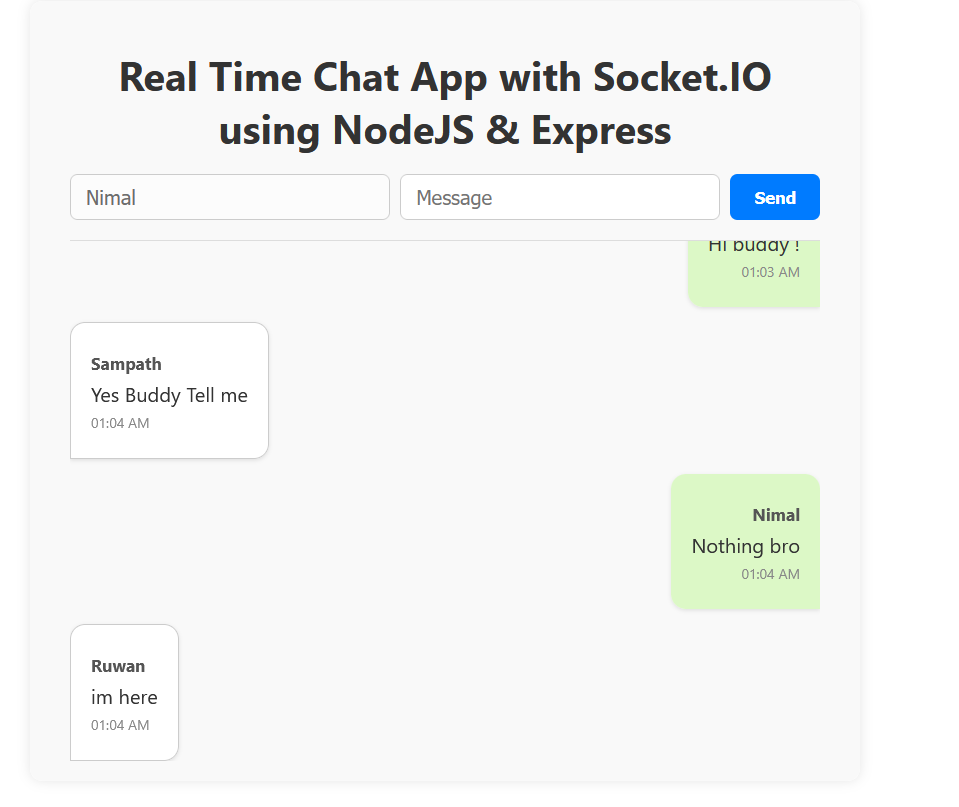 Real Time Chat App with Socket.IO
using NodeJS & Express
Nimal
Message
Send
Hi buddy !
01:03 AM
Sampath
Yes Buddy Tell me
01:04 AM
Nimal
Nothing bro
01:04 AM
Ruwan
im here
01:04 AM